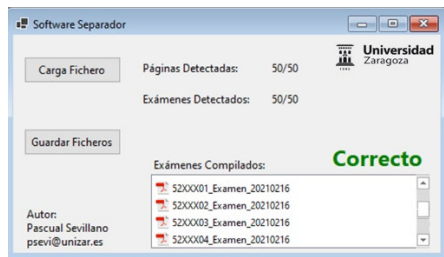 Software Separador
Carga Fichero
Páginas Detectadas: 50/50
Universidad
Zaragoza
Exámenes Detectados: 50/50
Guardar Ficheros
Exámenes Compilados:
Correcto
52XXX01_Examen_20210216
52XXX02_Examen_20210216
52XXX03_Examen_20210216
52XXX04_Examen_20210216
Autor:
Pascual Sevillano
psevi@unizar.es